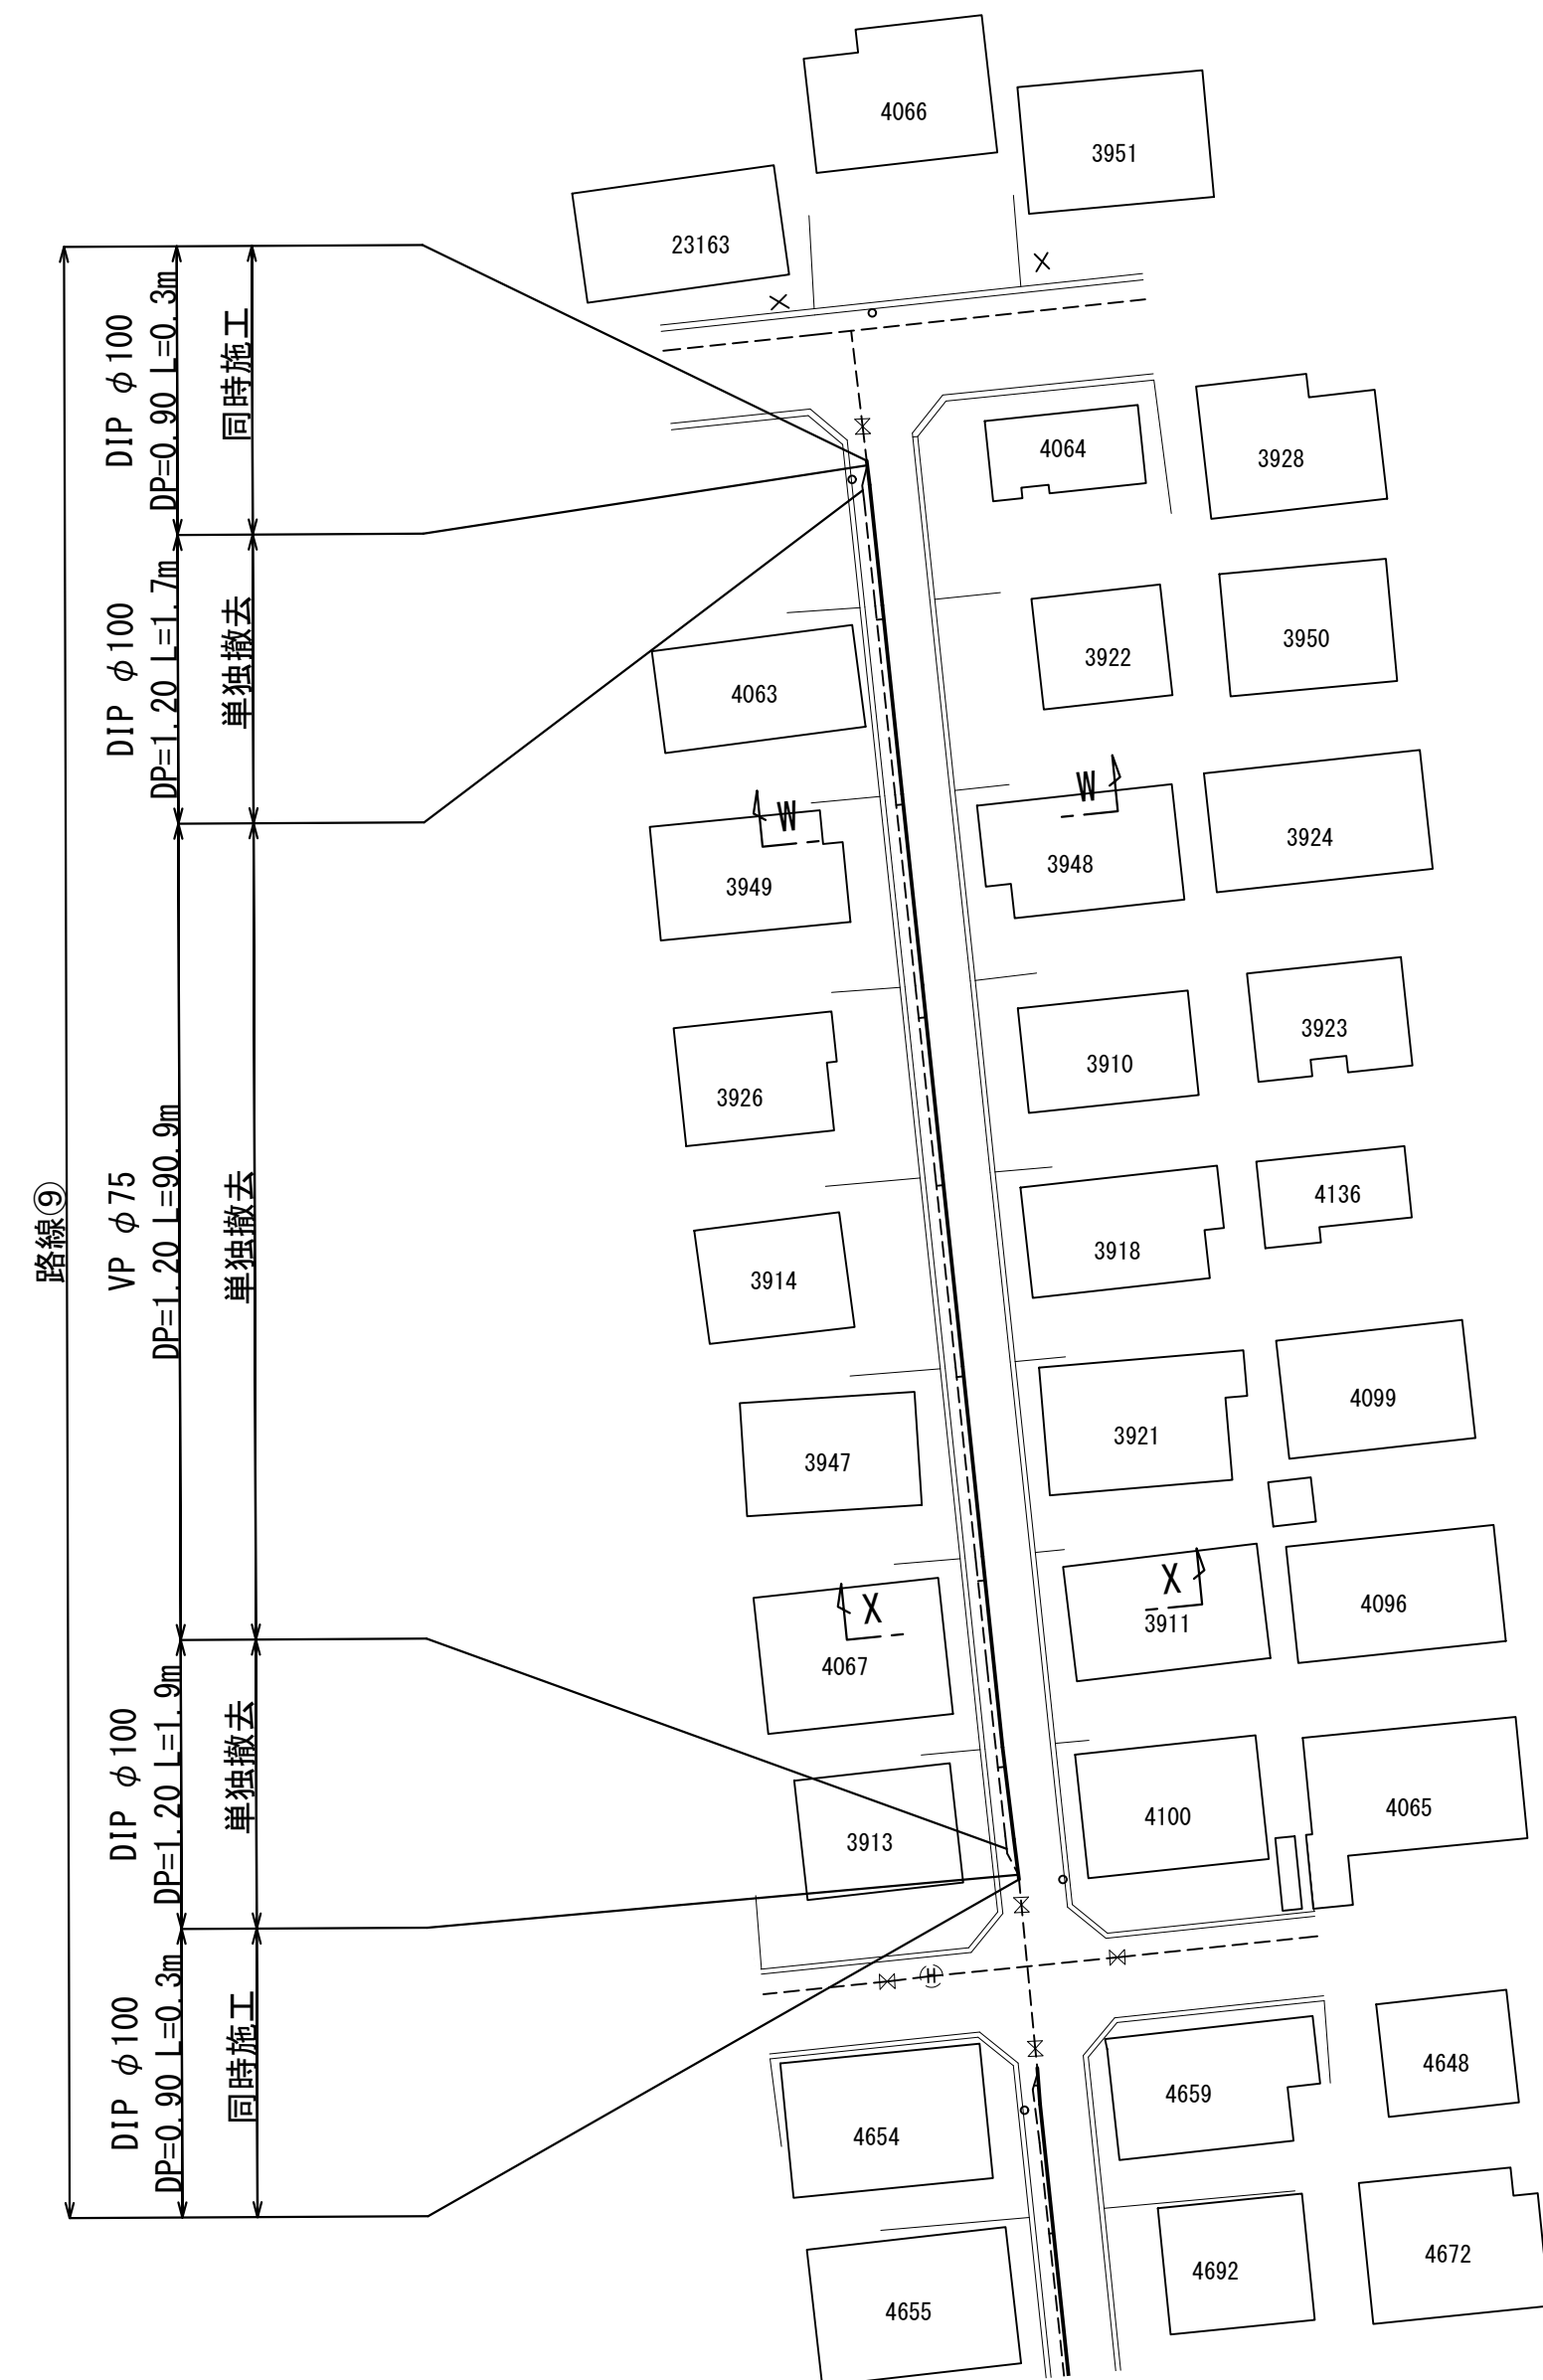 路線⑨
DIP φ100
DP=0.90 L=0.3m
同時施工
DIP φ100
DP=1.20 L=1.7m
単独撤去
VP φ75
DP=1.20 L=90.9m
単独撤去
DIP φ100
DP=1.20 L=1.9m
単独撤去
DIP φ100
DP=0.90 L=0.3m
同時施工
4066
3951
23163
4064
3928
3922
3950
4063
W
W
3924
3948
3949
3923
3910
3926
4136
3918
3914
4099
3921
3947
X
X
4096
3911
4067
4065
4100
3913
H
4648
4659
4654
4672
4692
4655